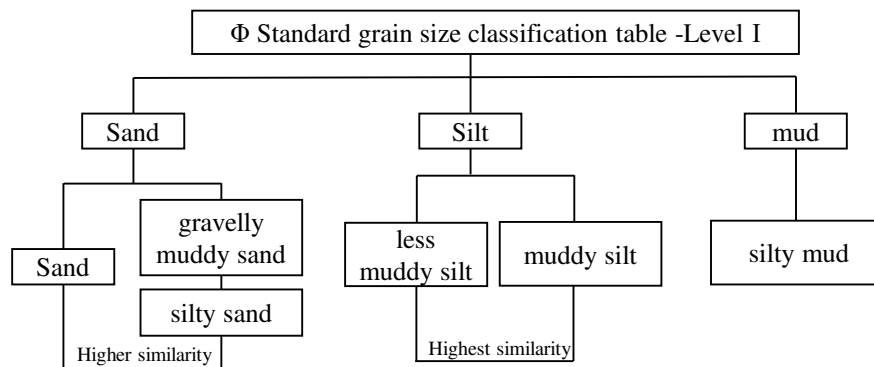 Φ Standard grain size classification table -Level I
Sand
Silt
mud
Sand
gravelly
muddy sand
silty sand
less
muddy silt
muddy silt
silty mud
Higher similarity
Highest similarity